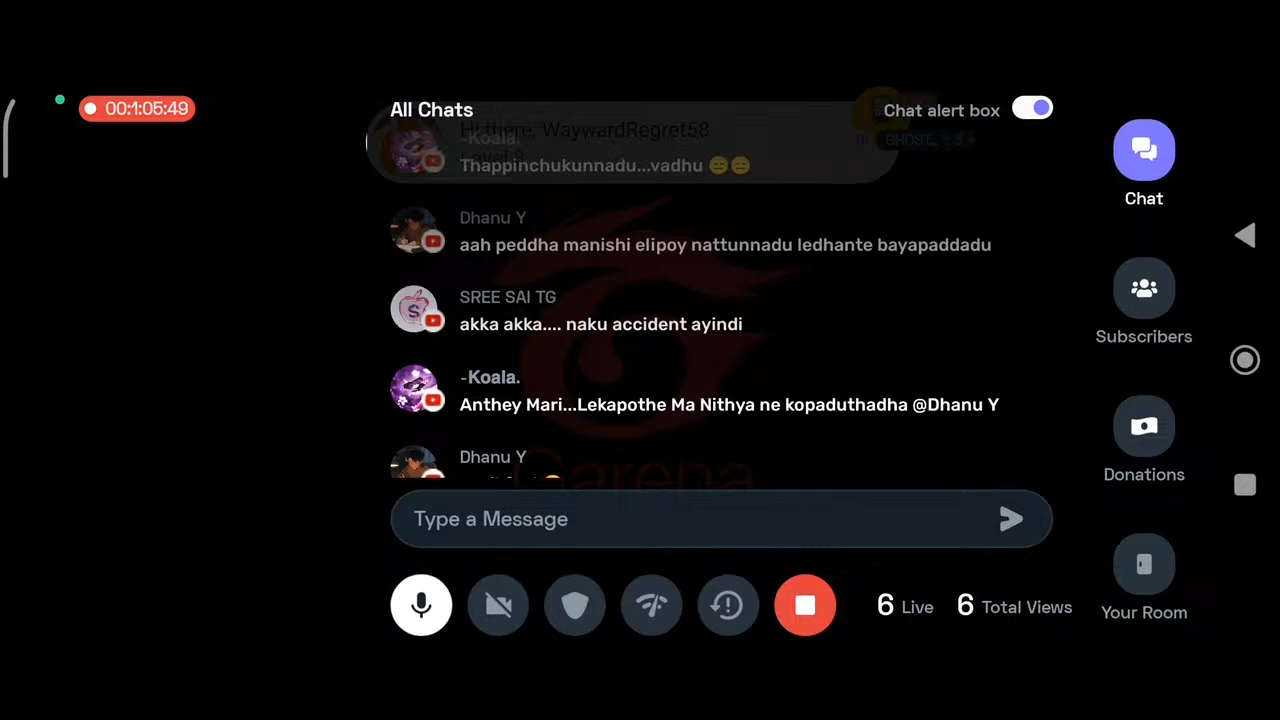 00:1:05:49
All Chats
Chat alert box
Hi there, WaywardRegret58
-Koala.
Thappinchukunnadu...vadhu 😑😑
Dhanu Y
aah peddha manishi elipoy nattunnadu ledhante bayapaddadu
SREE SAI TG
akka akka.... naku accident ayindi
-Koala.
Anthey Mari...Lekapothe Ma Nithya ne kopaduthadha @Dhanu Y
Dhanu Y
Garena
Type a Message
6 Live
6 Total Views
Chat
Subscribers
Donations
Your Room